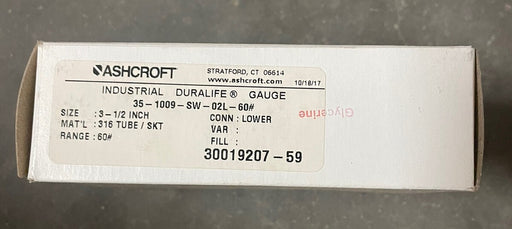 ASHCROFT
STRATFORD, CT 06614
www.ashcroft.com
10/18/17
INDUSTRIAL DURALIFE® GAUGE
35-1009-SW-02L-60#
SIZE : 3-1/2 INCH
CONN : LOWER
MAT'L : 316 TUBE / SKT
VAR :
RANGE : 60#
FILL :
30019207-59
Glycerine